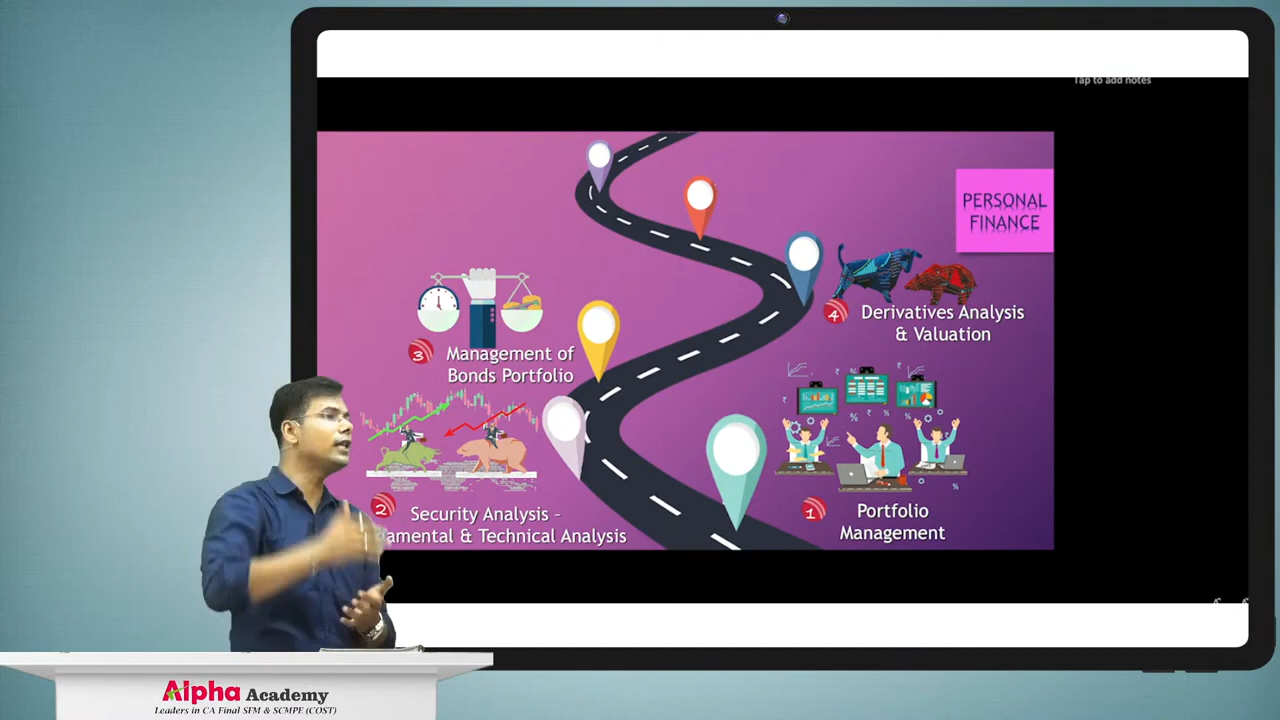 Tap to add notes
PERSONAL
FINANCE
4
Derivatives Analysis
& Valuation
3
Management of
Bonds Portfolio
2
Security Analysis –
& Technical Analysis
1
Portfolio
Management
Alpha Academy
Leaders in CA Final SFM & SCMPE (COST)